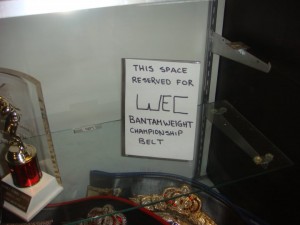 THIS SPACE
RESERVED FOR
WEC
BANTAMWEIGHT
CHAMPIONSHIP
BELT